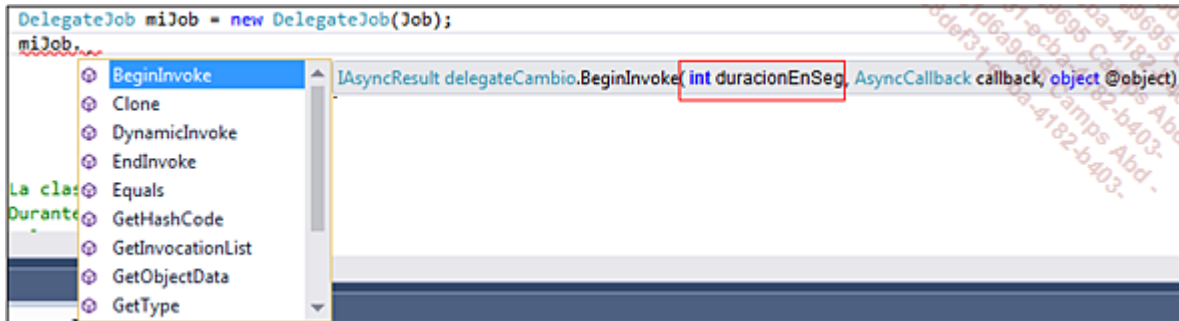 DelegateJob miJob = new DelegateJob(Job);
miJob.
BeginInvoke
IAsyncResult delegateCambio.BeginInvoke( int duracionEnSeg, AsyncCallback callback, object @object)
Clone
DynamicInvoke
EndInvoke
La clas
Equals
Durante
GetHashCode
GetInvocationList
GetObjectData
GetType